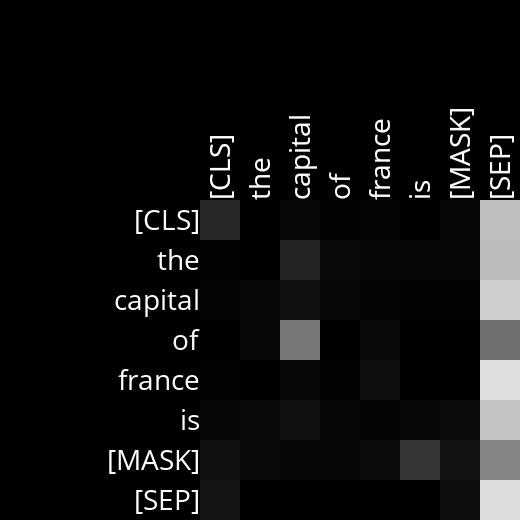 [CLS] the capital of france is [MASK] [SEP]
[CLS]
the
capital
of
france
is
[MASK]
[SEP]